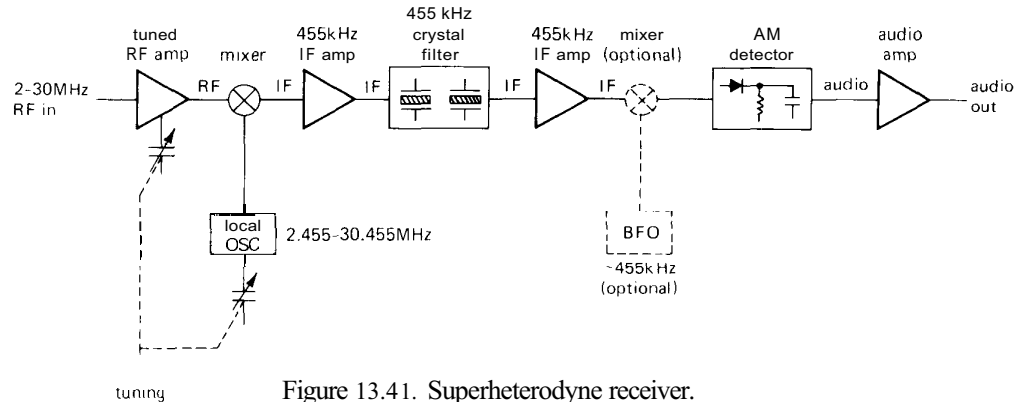 tuned
RF amp
mixer
455kHz
IF amp
455 kHz
crystal
filter
455kHz
IF amp
mixer
(optional)
AM
detector
audio
amp
2-30MHz
RF in
RF
IF
IF
IF
IF
audio
audio
out
local
OSC
2.455-30.455MHz
BFO
~455kHz
(optional)
tuning
Figure 13.41. Superheterodyne receiver.